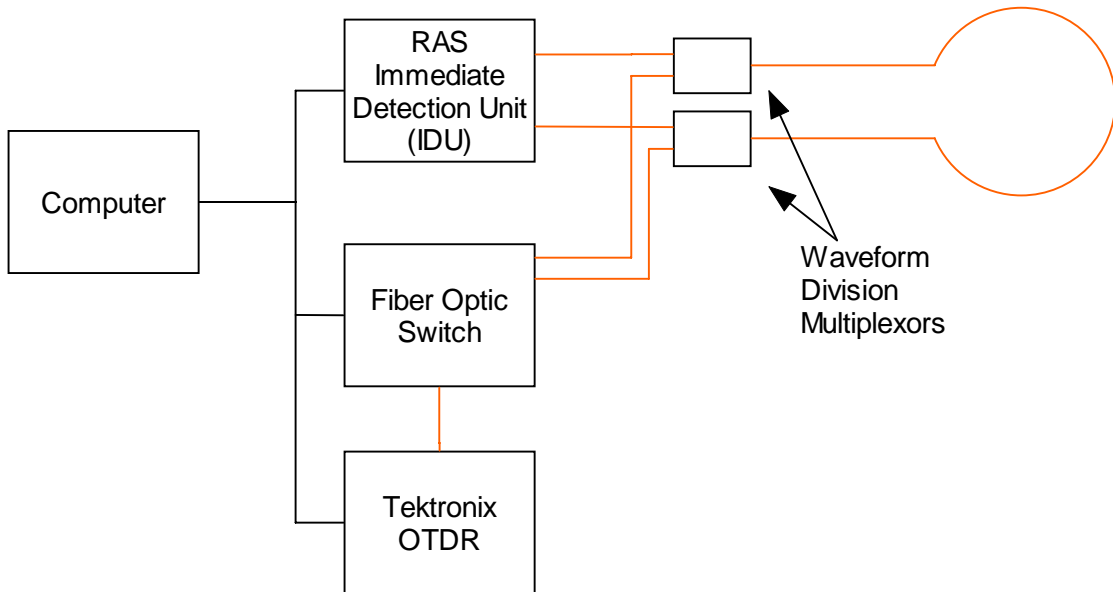 RAS
Immediate
Detection Unit
(IDU)
Computer
Waveform
Division
Multiplexors
Fiber Optic
Switch
Tektronix
OTDR